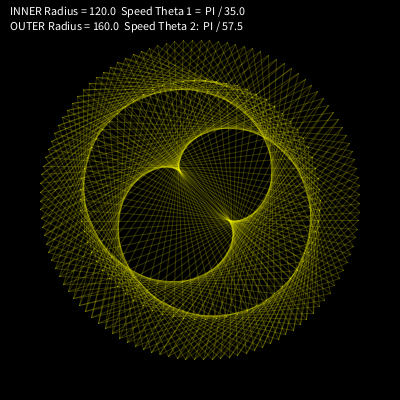 INNER Radius = 120.0  Speed Theta 1 =  PI / 35.0
OUTER Radius = 160.0  Speed Theta 2:  PI / 57.5